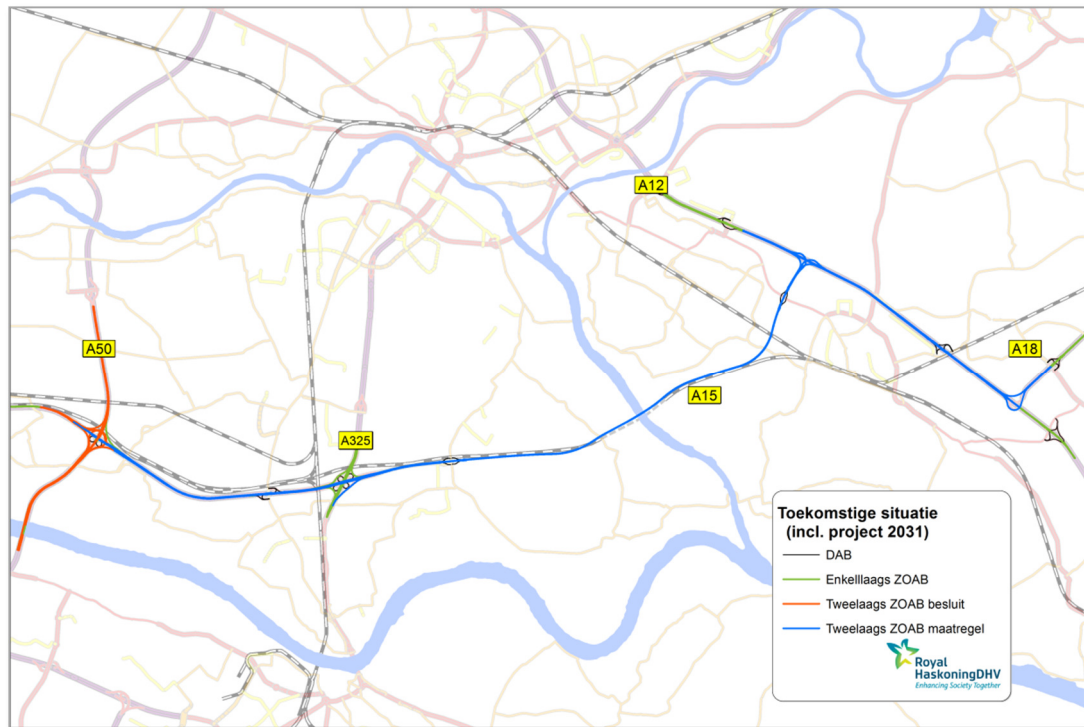 A12
A50
A18
A15
A325
Toekomstige situatie
(incl. project 2031)
DAB
Enkelllaags ZOAB
Tweelaags ZOAB besluit
Tweelaags ZOAB maatregel
Royal
HaskoningDHV
Enhancing Society Together